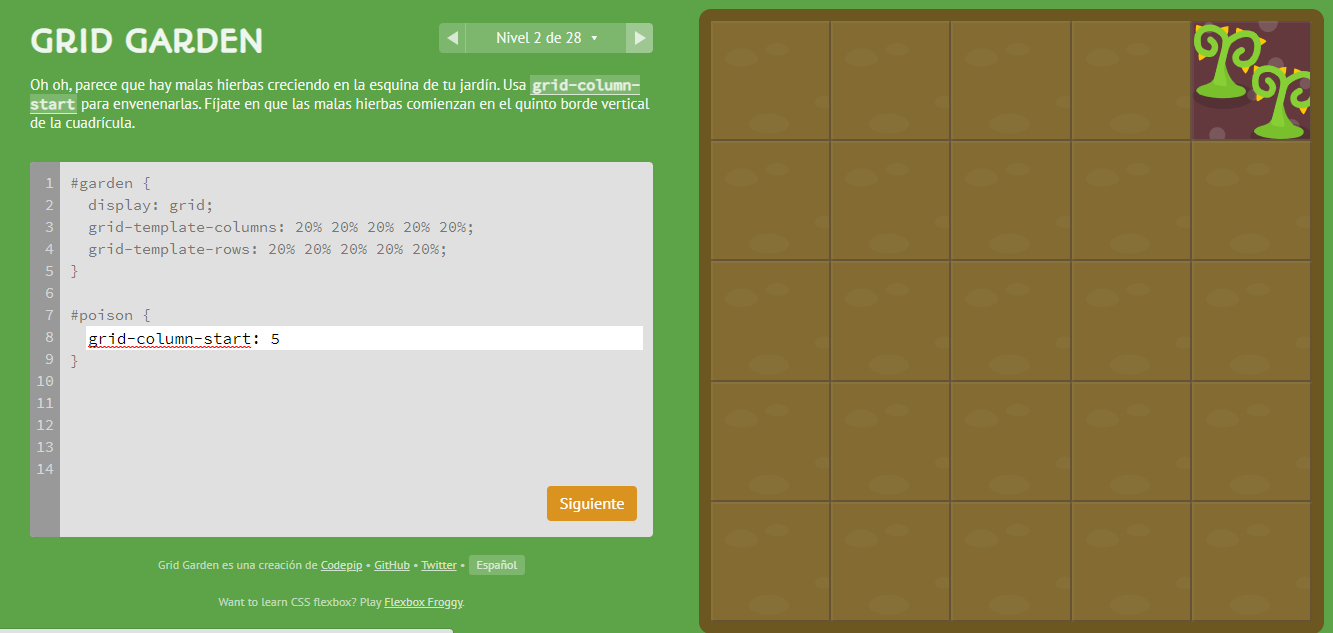 GRID GARDEN
◀ Nivel 2 de 28 ▾ ▶
Oh oh, parece que hay malas hierbas creciendo en la esquina de tu jardín. Usa grid-column-
start para envenenarlas. Fíjate en que las malas hierbas comienzan en el quinto borde vertical
de la cuadrícula.
1 #garden {
2 display: grid;
3 grid-template-columns: 20% 20% 20% 20% 20%;
4 grid-template-rows: 20% 20% 20% 20% 20%;
5 }
6
7 #poison {
8 grid-column-start: 5
9 }
10
11
12
13
14
Siguiente
Grid Garden es una creación de Codepip • GitHub • Twitter • Español
Want to learn CSS flexbox? Play Flexbox Froggy.